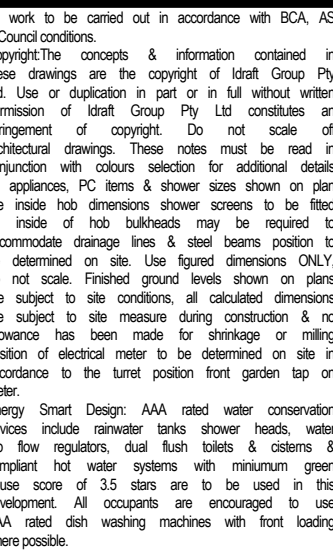 work to be carried out in accordance with BCA, AS
Council conditions.
opyright:The concepts & information contained in
ese drawings are the copyright of Idraft Group Pty
d. Use or duplication in part or in full without written
rmission of Idraft Group Pty Ltd constitutes an
ringement of copyright. Do not scale off
chitectural drawings. These notes must be read in
njunction with colours selection for additional details
appliances, PC items & shower sizes shown on plan
e inside hob dimensions shower screens to be fitted
inside of hob bulkheads may be required to
commodate drainage lines & steel beams position to
determined on site. Use figured dimensions ONLY,
not scale. Finished ground levels shown on plans
e subject to site conditions, all calculated dimensions
e subject to site measure during construction & no
owance has been made for shrinkage or milling
sition of electrical meter to be determined on site in
cordance to the turret position front garden tap on
eter.
ergy Smart Design: AAA rated water conservation
vices include rainwater tanks shower heads, water
p flow regulators, dual flush toilets & cisterns &
mpliant hot water systems with miniumum green
use score of 3.5 stars are to be used in this
velopment. All occupants are encouraged to use
AA rated dish washing machines with front loading
here possible.